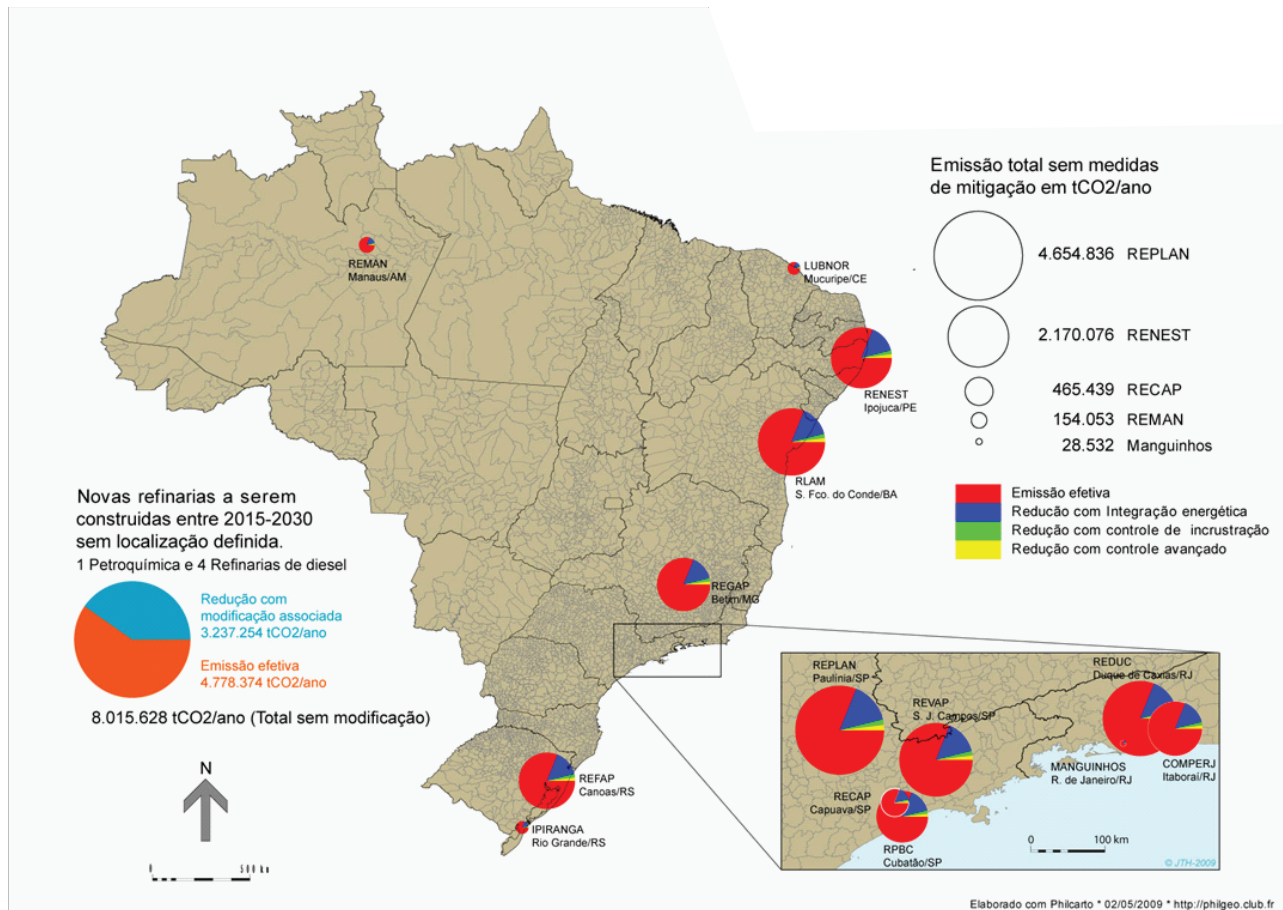 Emissão total sem medidas
de mitigação em tCO2/ano
4.654.836 REPLAN
2.170.076 RENEST
465.439 RECAP
154.053 REMAN
28.532 Manguinhos
Emissão efetiva
Reducão com Integração energética
Reducão com controle de incrustração
Redução com controle avançado
REMAN
Manaus/AM
LUBNOR
Mucuripe/CE
RENEST
Ipojuca/PE
RLAM
S. Fco. do Conde/BA
REGAP
Betim/MG
REFAP
Canoas/RS
IPIRANGA
Rio Grande/RS
Novas refinarias a serem
construidas entre 2015-2030
sem localização definida.
1 Petroquímica e 4 Refinarias de diesel
Redução com
modificação associada
3.237.254 tCO2/ano
Emissão efetiva
4.778.374 tCO2/ano
8.015.628 tCO2/ano (Total sem modificação)
N
0 500 km
REPLAN
Paulinia/SP
REVAP
S. J. Campos/SP
REDUC
Duque de Caxias/RJ
MANGUINHOS
R. de Janeiro/RJ
COMPERJ
Itaboraí/RJ
RECAP
Capuava/SP
RPBC
Cubatão/SP
0 100 km
© JTH-2009
Elaborado com Philcarto * 02/05/2009 * http://philgeo.club.fr